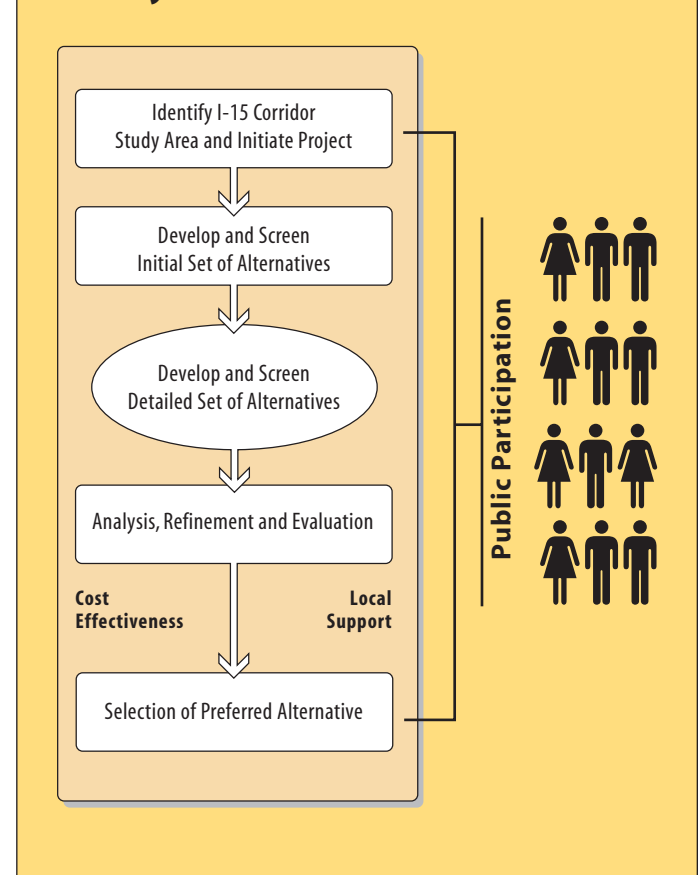 Identify I-15 Corridor
Study Area and Initiate Project
Develop and Screen
Initial Set of Alternatives
Develop and Screen
Detailed Set of Alternatives
Analysis, Refinement and Evaluation
Cost
Effectiveness
Local
Support
Selection of Preferred Alternative
Public Participation